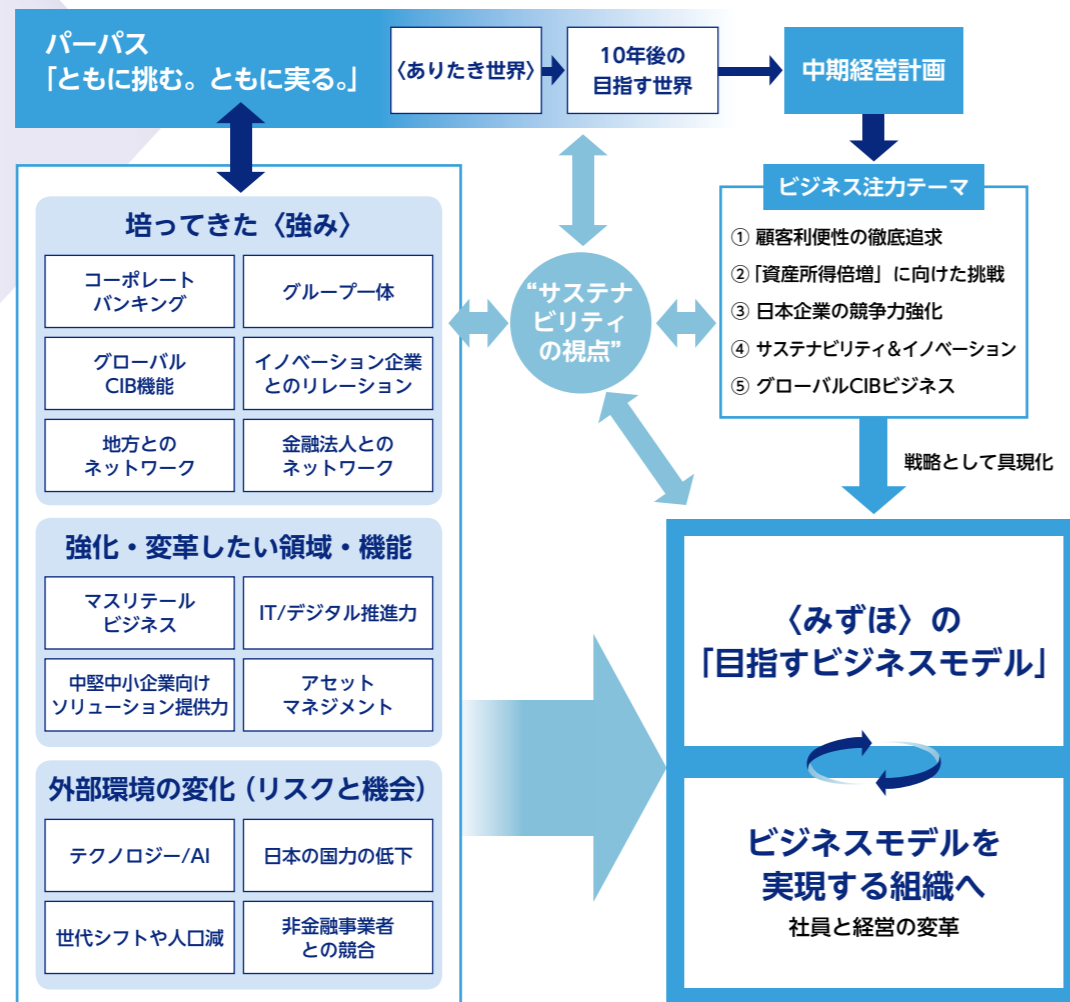 パーパス
「ともに挑む。ともに実る。」
〈ありたき世界〉
10年後の
目指す世界
中期経営計画
培ってきた〈強み〉
コーポレート
バンキング
グループ一体
グローバル
CIB機能
イノベーション企業
とのリレーション
地方との
ネットワーク
金融法人との
ネットワーク
強化・変革したい領域・機能
マスリテール
ビジネス
IT/デジタル推進力
中堅中小企業向け
ソリューション提供力
アセット
マネジメント
外部環境の変化（リスクと機会）
テクノロジー/AI
日本の国力の低下
世代シフトや人口減
非金融事業者
との競合
“サステナ
ビリティ
の視点”
ビジネス注力テーマ
① 顧客利便性の徹底追求
②「資産所得倍増」に向けた挑戦
③ 日本企業の競争力強化
④ サステナビリティ&イノベーション
⑤ グローバルCIBビジネス
戦略として具現化
〈みずほ〉の
「目指すビジネスモデル」
ビジネスモデルを
実現する組織へ
社員と経営の変革